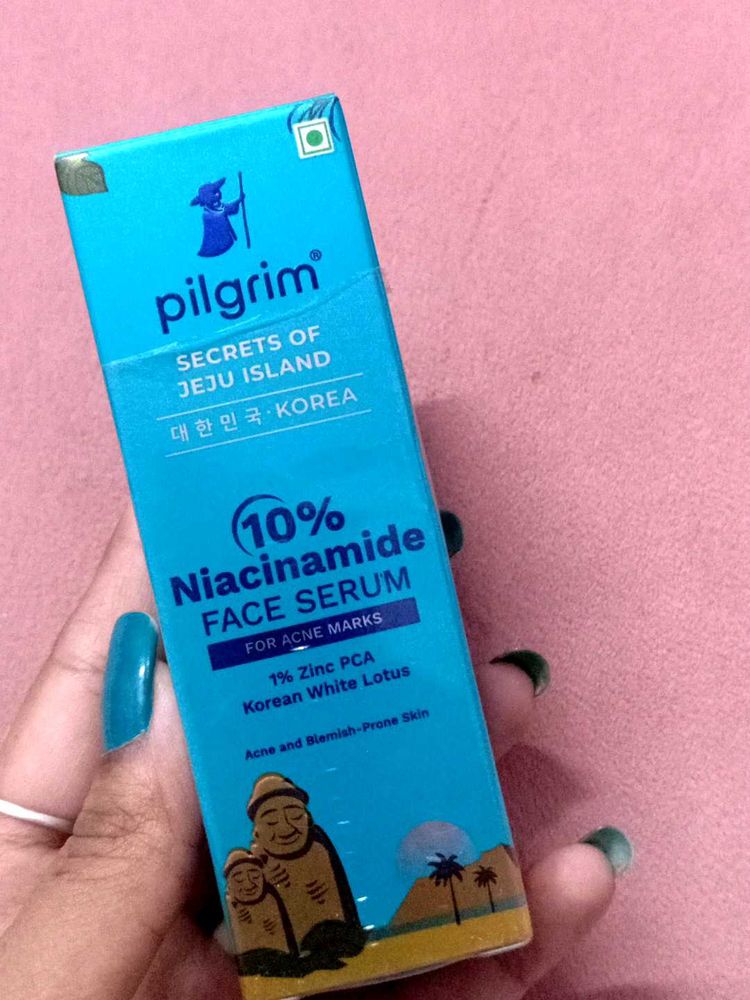 pilgrim®
SECRETS OF
JEJU ISLAND
대한민국·KOREA
10%
Niacinamide
FACE SERUM
FOR ACNE MARKS
1% Zinc PCA
Korean White Lotus
Acne and Blemish-Prone Skin